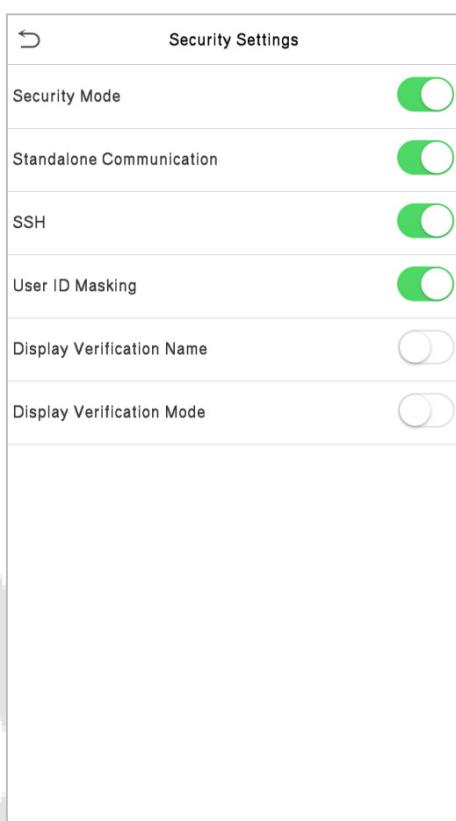 Security Settings
Security Mode
Standalone Communication
SSH
User ID Masking
Display Verification Name
Display Verification Mode